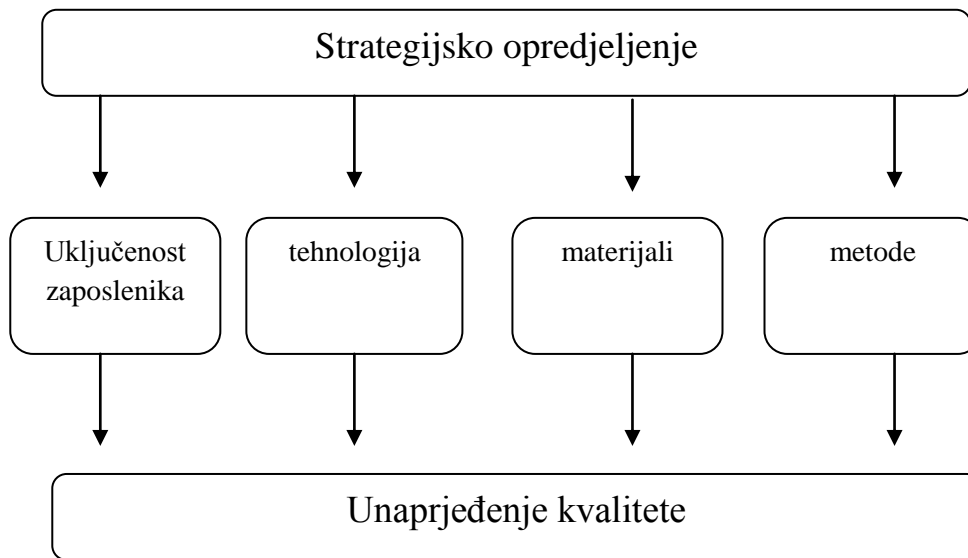 Strategijsko opredjeljenje
Uključenost
zaposlenika
tehnologija
materijali
metode
Unaprjeđenje kvalitete